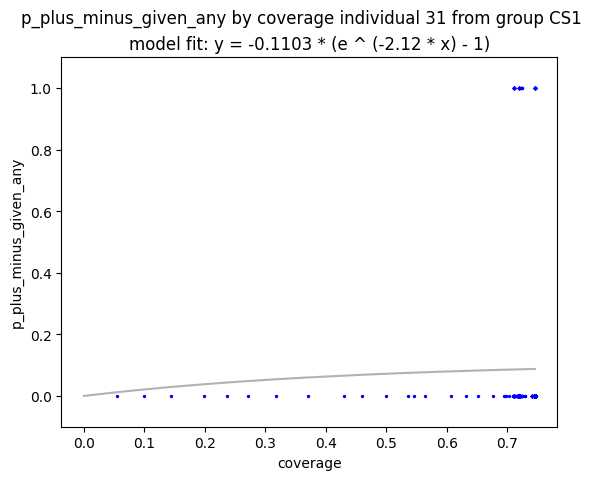 p_plus_minus_given_any by coverage individual 31 from group CS1
model fit: y = -0.1103 * (e ^ (-2.12 * x) - 1)
1.0
0.8
0.6
0.4
0.2
0.0
p_plus_minus_given_any
0.0 0.1 0.2 0.3 0.4 0.5 0.6 0.7
coverage